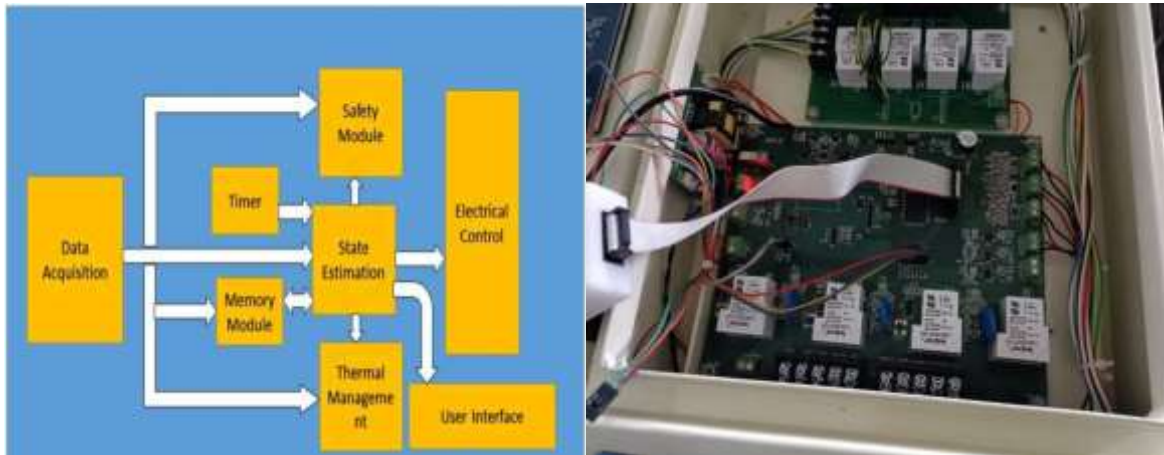 Safety
Module
Timer
Electrical
Control
Data
Acquisition
State
Estimation
Memory
Module
Thermal
Manageme
nt
User Interface